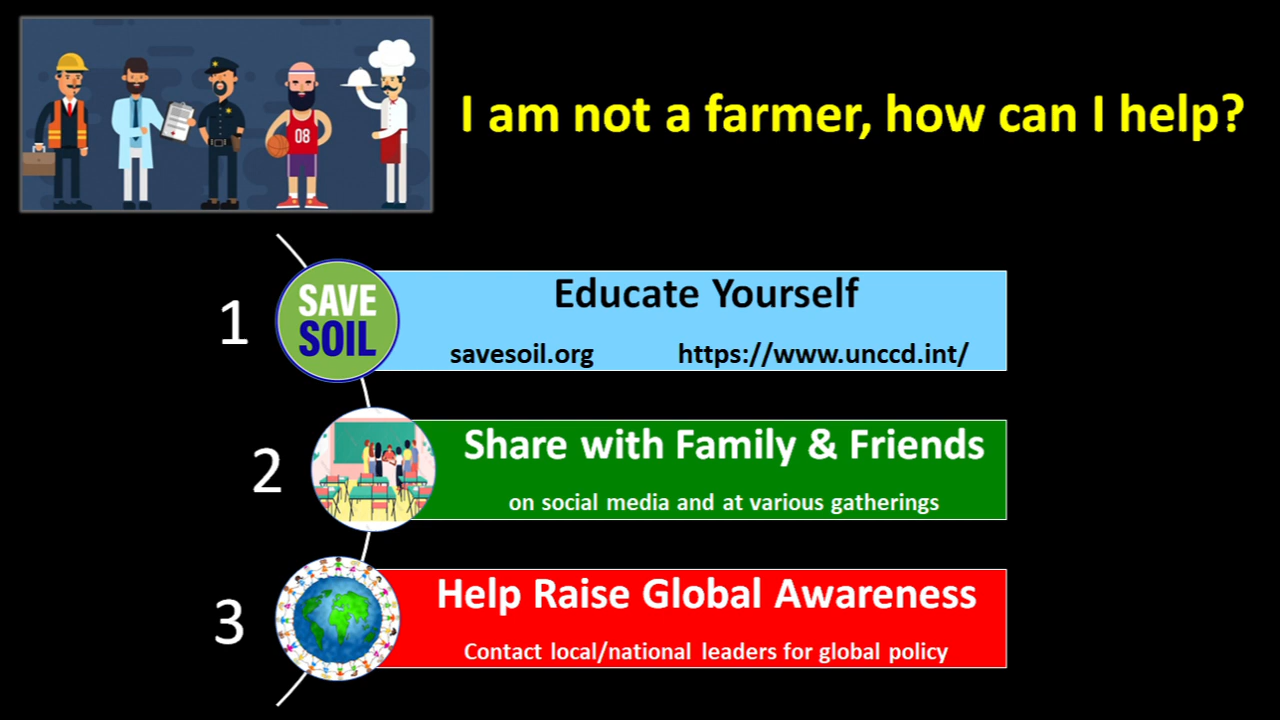 I am not a farmer, how can I help?
08
1
SAVE
SOIL
Educate Yourself
savesoil.org https://www.unccd.int/
2
Share with Family & Friends
on social media and at various gatherings
3
Help Raise Global Awareness
Contact local/national leaders for global policy